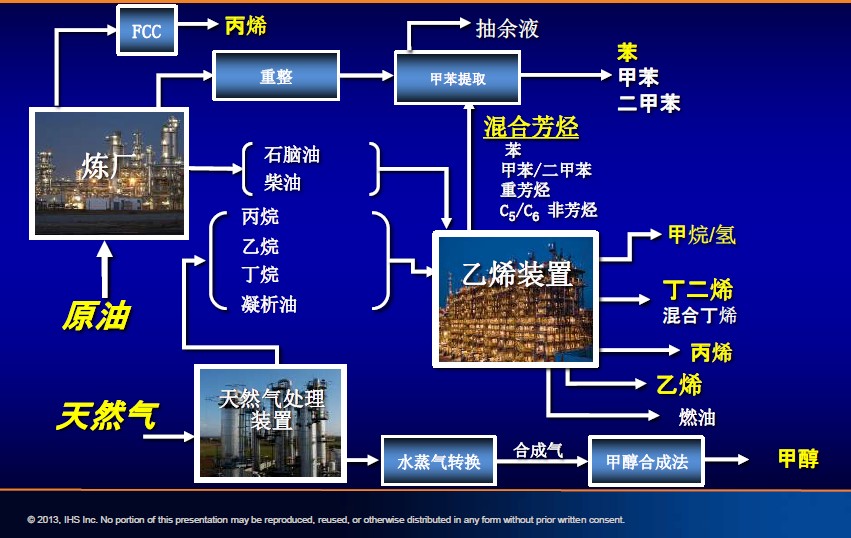 FCC
丙烯
抽余液
重整
甲苯提取
苯
甲苯
二甲苯
混合芳烃
苯
甲苯/二甲苯
重芳烃
C₅/C₆ 非芳烃
炼厂
石脑油
柴油
丙烷
乙烷
丁烷
凝析油
乙烯装置
甲烷/氢
丁二烯
混合丁烯
丙烯
乙烯
燃油
原油
天然气
天然气处理
装置
水蒸气转换
合成气
甲醇合成法
甲醇
© 2013, IHS Inc. No portion of this presentation may be reproduced, reused, or otherwise distributed in any form without prior written consent.